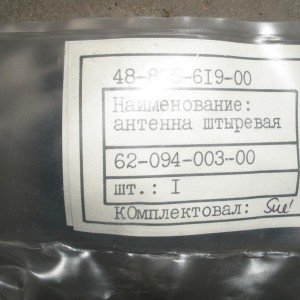 Наименование:
антенна штыревая
62-094-003-00
шт.: I
КОмплектовал: